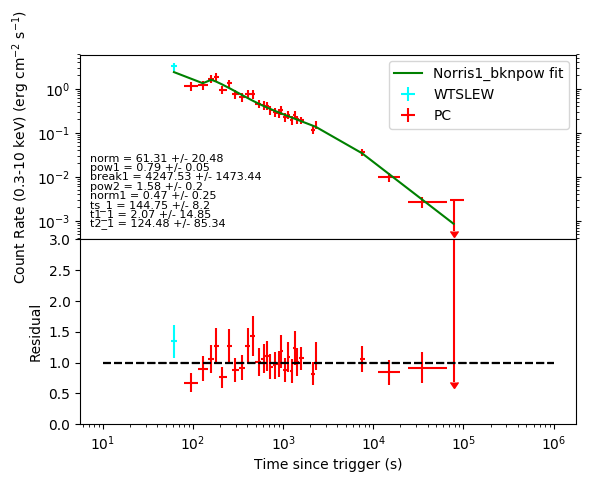 Count Rate (0.3-10 keV) (erg cm⁻² s⁻¹)
10⁰
10⁻¹
10⁻²
10⁻³
Norris1_bknpow fit
WTSLEW
PC
norm = 61.31 +/- 20.48
pow1 = 0.79 +/- 0.05
break1 = 4247.53 +/- 1473.44
pow2 = 1.58 +/- 0.2
norm1 = 0.47 +/- 0.25
ts_1 = 144.75 +/- 8.2
t1_1 = 2.07 +/- 14.85
t2_1 = 124.48 +/- 85.34
Residual
3.0
2.5
2.0
1.5
1.0
0.5
0.0
10¹ 10² 10³ 10⁴ 10⁵ 10⁶
Time since trigger (s)